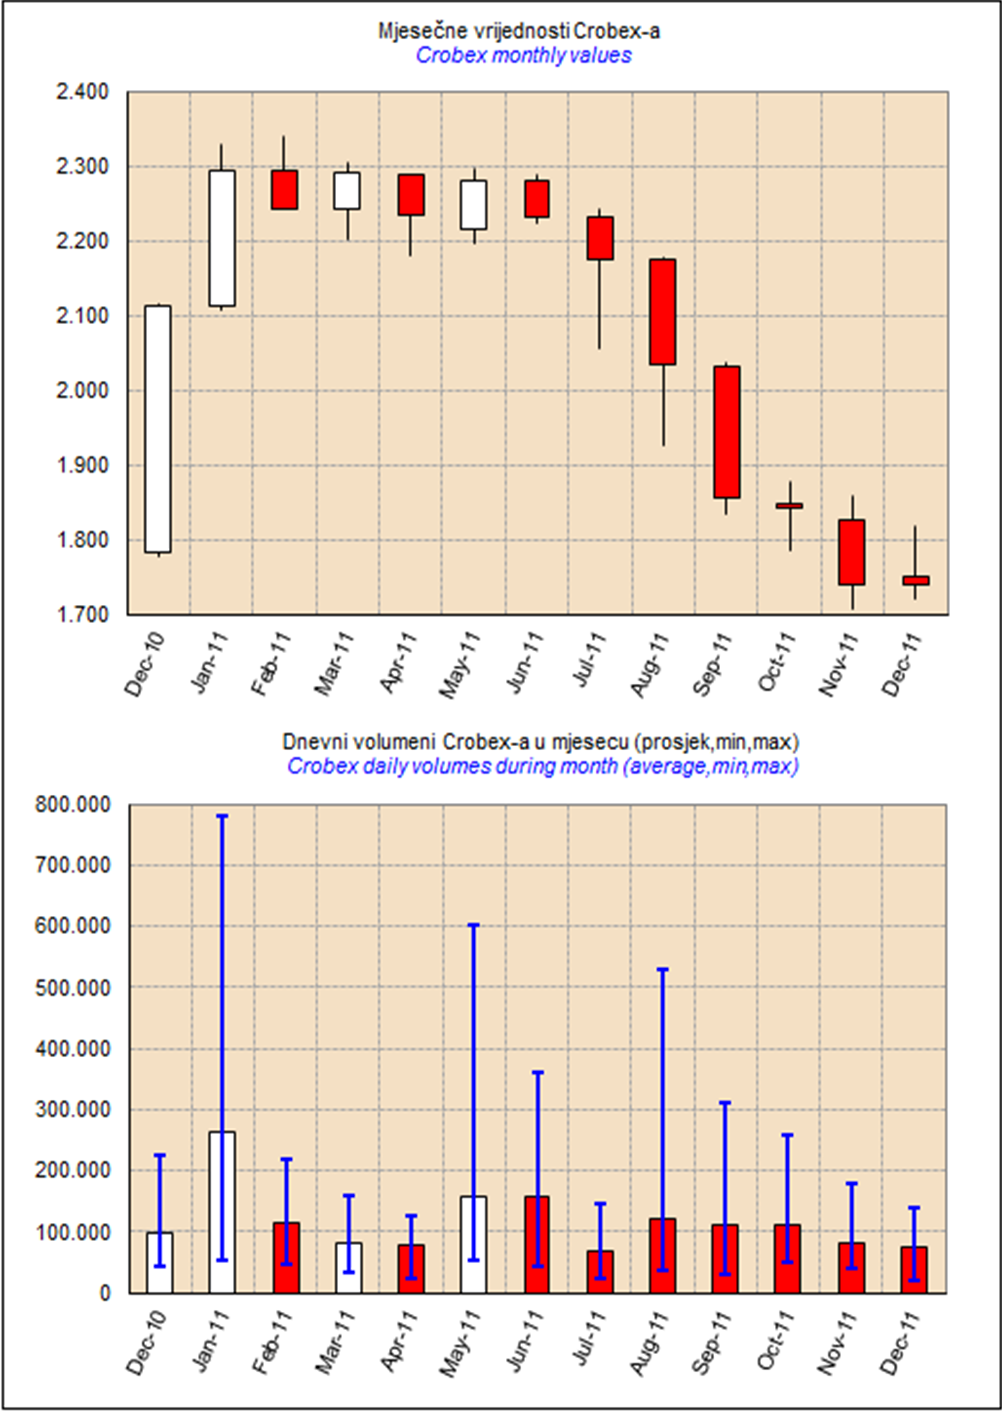 Mjesečne vrijednosti Crobex-a
Crobex monthly values
2.400
2.300
2.200
2.100
2.000
1.900
1.800
1.700
Dec-10 Jan-11 Feb-11 Mar-11 Apr-11 May-11 Jun-11 Jul-11 Aug-11 Sep-11 Oct-11 Nov-11 Dec-11
Dnevni volumeni Crobex-a u mjesecu (prosjek,min,max)
Crobex daily volumes during month (average,min,max)
800.000
700.000
600.000
500.000
400.000
300.000
200.000
100.000
0
Dec-10 Jan-11 Feb-11 Mar-11 Apr-11 May-11 Jun-11 Jul-11 Aug-11 Sep-11 Oct-11 Nov-11 Dec-11